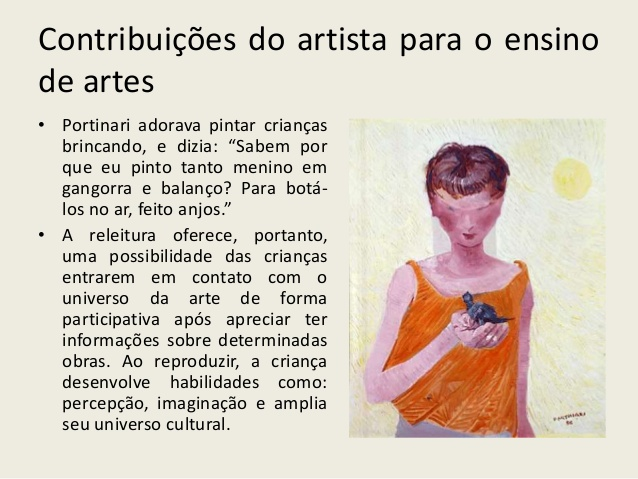 Contribuições do artista para o ensino
de artes
• Portinari adorava pintar crianças
brincando, e dizia: “Sabem por
que eu pinto tanto menino em
gangorra e balanço? Para botá-
los no ar, feito anjos.”
• A releitura oferece, portanto,
uma possibilidade das crianças
entrarem em contato com o
universo da arte de forma
participativa após apreciar ter
informações sobre determinadas
obras. Ao reproduzir, a criança
desenvolve habilidades como:
percepção, imaginação e amplia
seu universo cultural.
PORTINARI